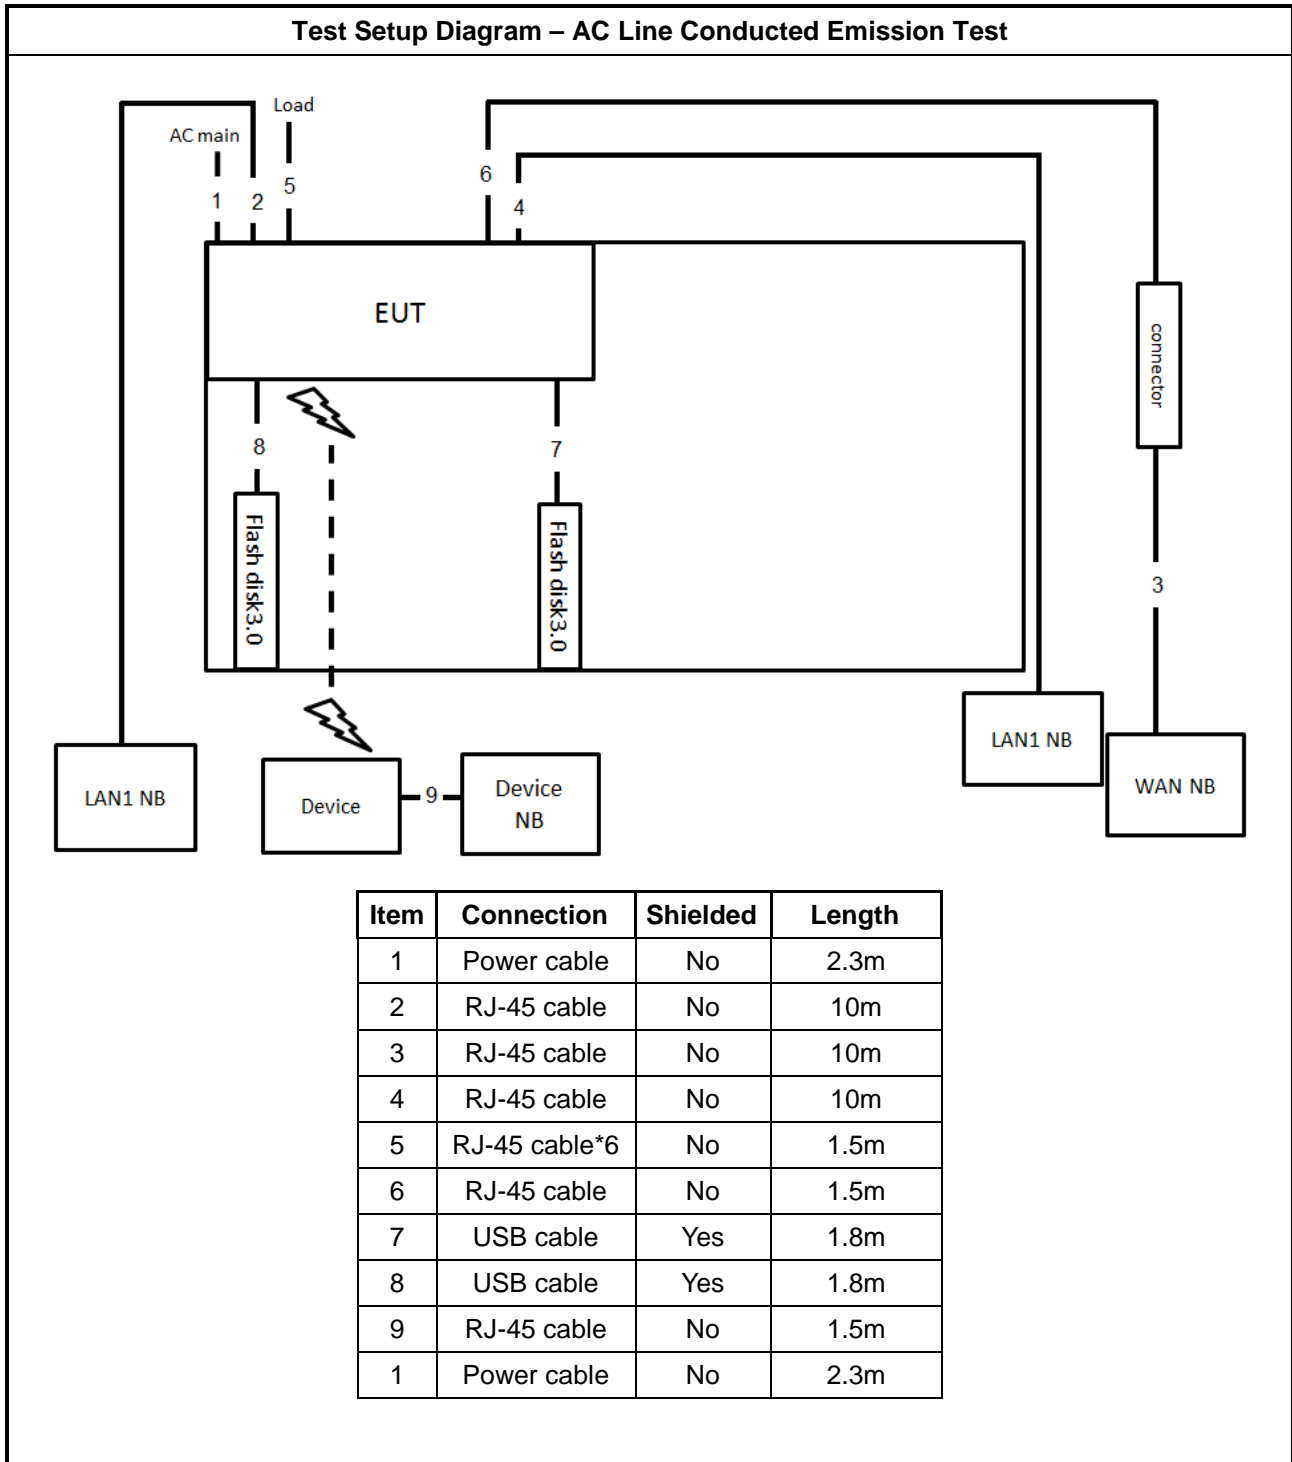 Test Setup Diagram – AC Line Conducted Emission Test
Load
AC main
1
2
5
6
4
EUT
connector
8
7
Flash disk3.0
Flash disk3.0
3
LAN1 NB
Device
9
Device
NB
LAN1 NB
WAN NB
Item Connection Shielded Length
1 Power cable No 2.3m
2 RJ-45 cable No 10m
3 RJ-45 cable No 10m
4 RJ-45 cable No 10m
5 RJ-45 cable*6 No 1.5m
6 RJ-45 cable No 1.5m
7 USB cable Yes 1.8m
8 USB cable Yes 1.8m
9 RJ-45 cable No 1.5m
1 Power cable No 2.3m